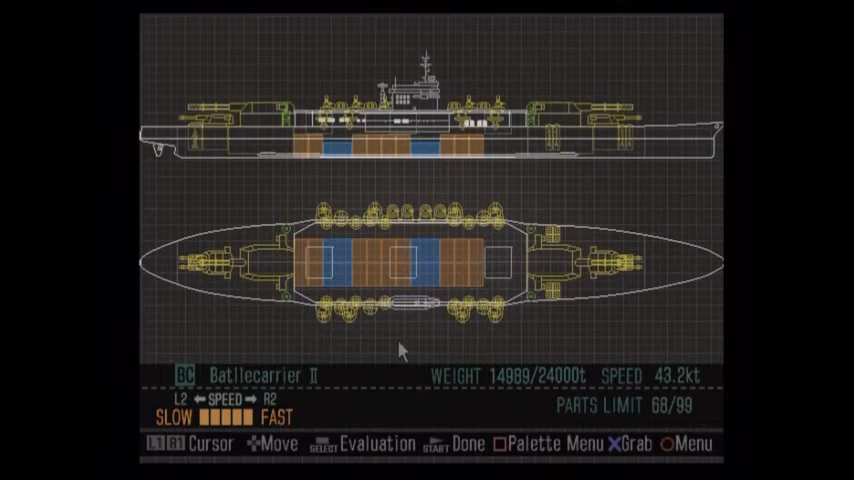 BC Batllecarrier II WEIGHT 14989/24000t SPEED 43.2kt
L2 ←SPEED→ R2
PARTS LIMIT 68/99
SLOW FAST
L1 R1 Cursor Move SELECT Evaluation START Done Palette Menu Grab Menu